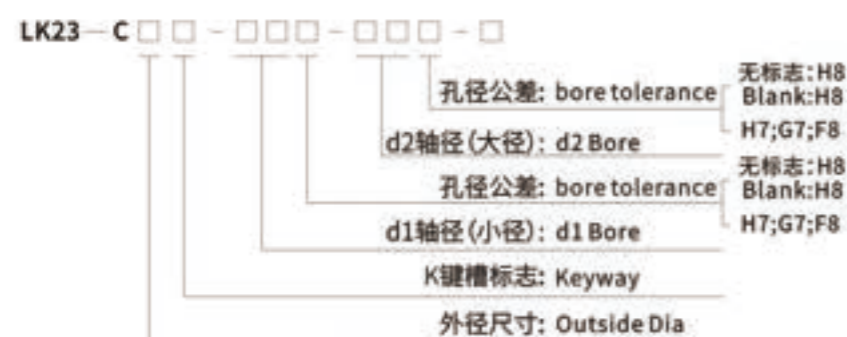 LK23-C□□-□□□-□□□-□
孔径公差: bore tolerance
无标志:H8
Blank:H8
H7;G7;F8
d2轴径(大径): d2 Bore
孔径公差: bore tolerance
无标志:H8
Blank:H8
H7;G7;F8
d1轴径(小径): d1 Bore
K键槽标志: Keyway
外径尺寸: Outside Dia